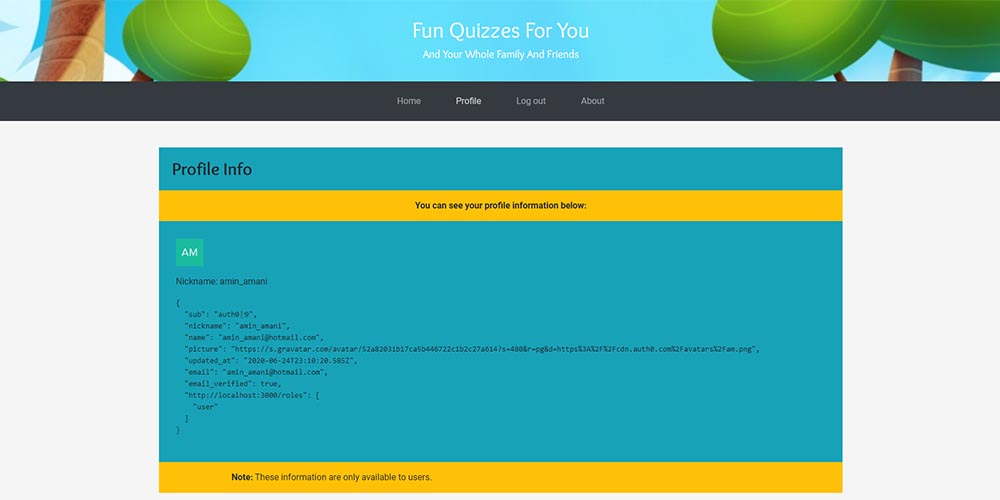 Fun Quizzes For You
And Your Whole Family And Friends
Home Profile Log out About
Profile Info
You can see your profile information below:
AM
Nickname: amin_amani
{
"sub": "auth0|9",
"nickname": "amin_amani",
"name": "amin_amani@hotmail.com",
"picture": "https://s.gravatar.com/avatar/52a82031b17ca5b446722c1b2c27a614?s=480&r=pg&d=https%3A%2F%2Fcdn.auth0.com%2Favatars%2Fam.png",
"updated_at": "2020-06-24T23:10:20.585Z",
"email": "amin_amani@hotmail.com",
"email_verified": true,
"http://localhost:3000/roles": [
"user"
]
}
Note: These information are only available to users.